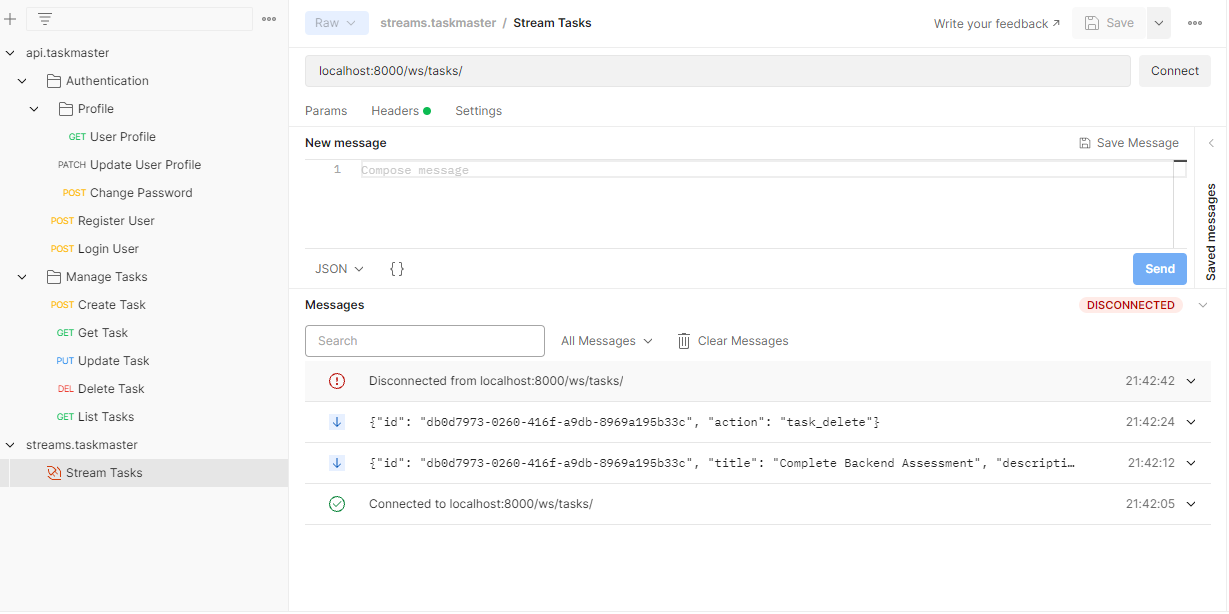 api.taskmaster
Authentication
Profile
GET User Profile
PATCH Update User Profile
POST Change Password
POST Register User
POST Login User
Manage Tasks
POST Create Task
GET Get Task
PUT Update Task
DEL Delete Task
GET List Tasks
streams.taskmaster
Stream Tasks
Raw streams.taskmaster / Stream Tasks
Write your feedback ↗ Save
localhost:8000/ws/tasks/ Connect
Params Headers Settings
New message Save Message
1 Compose message
Saved messages
JSON {} Send
Messages DISCONNECTED
Search All Messages Clear Messages
Disconnected from localhost:8000/ws/tasks/ 21:42:42
{"id": "db0d7973-0260-416f-a9db-8969a195b33c", "action": "task_delete"} 21:42:24
{"id": "db0d7973-0260-416f-a9db-8969a195b33c", "title": "Complete Backend Assessment", "descripti… 21:42:12
Connected to localhost:8000/ws/tasks/ 21:42:05